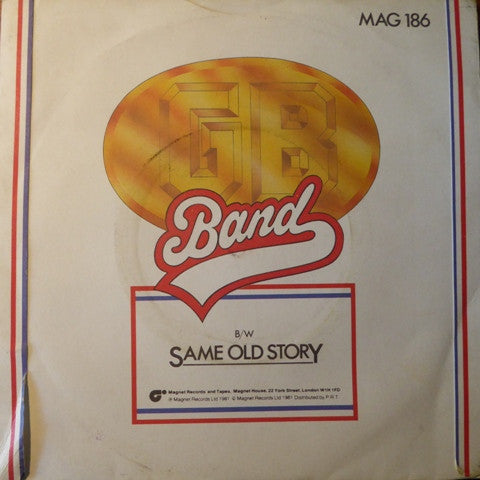 MAG 186
GB
Band
B/W
SAME OLD STORY
Magnet Records and Tapes. Magnet House, 22 York Street, London W1H 1FD
℗ Magnet Records Ltd 1981 © Magnet Records Ltd 1981 Distributed by P.R.T.